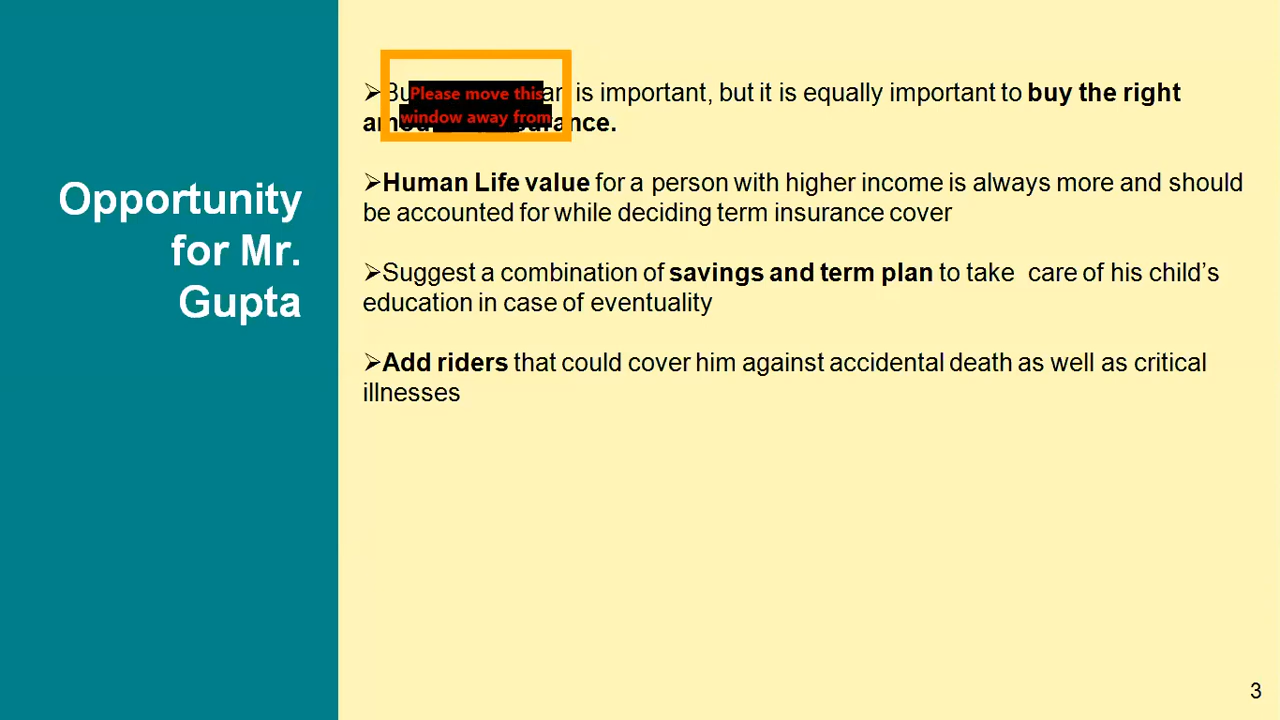 Opportunity
for Mr.
Gupta
➢ is important, but it is equally important to buy the right
➢Human Life value for a person with higher income is always more and should
be accounted for while deciding term insurance cover
➢Suggest a combination of savings and term plan to take care of his child’s
education in case of eventuality
➢Add riders that could cover him against accidental death as well as critical
illnesses
Please move this
window away from
3